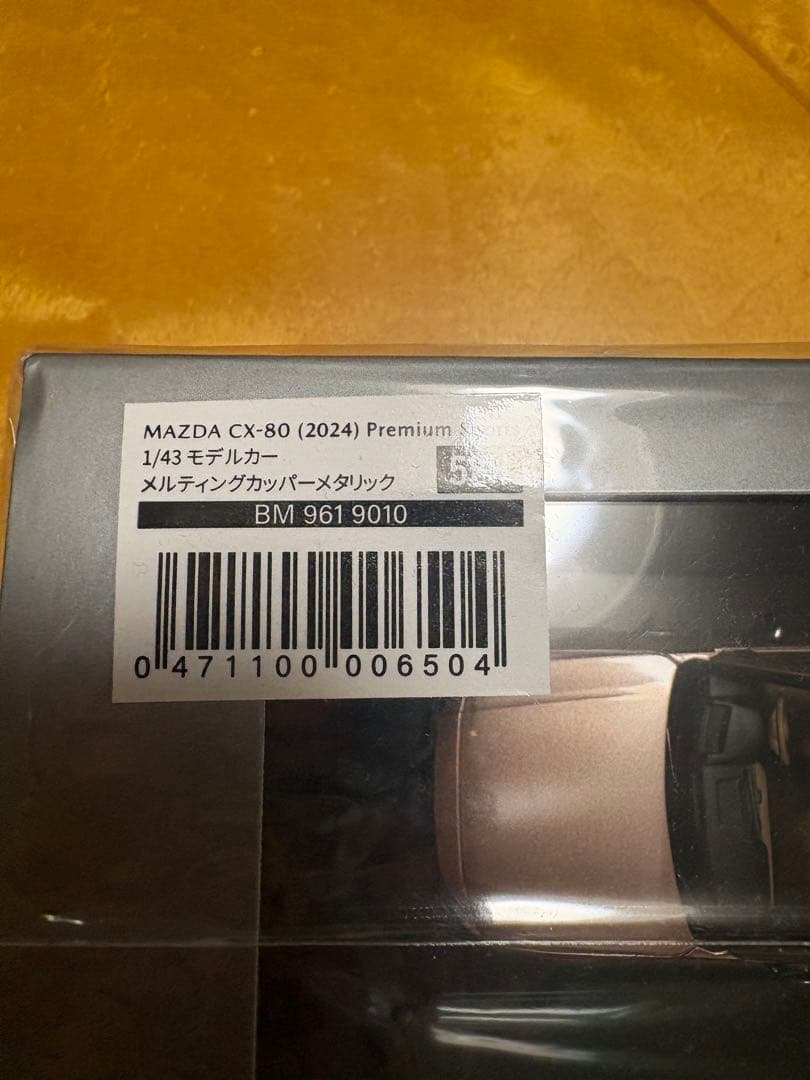 MAZDA CX-80 (2024) Premium Sports
1/43 モデルカー
メルティングカッパーメタリック
BM 961 9010
0 471100 006504